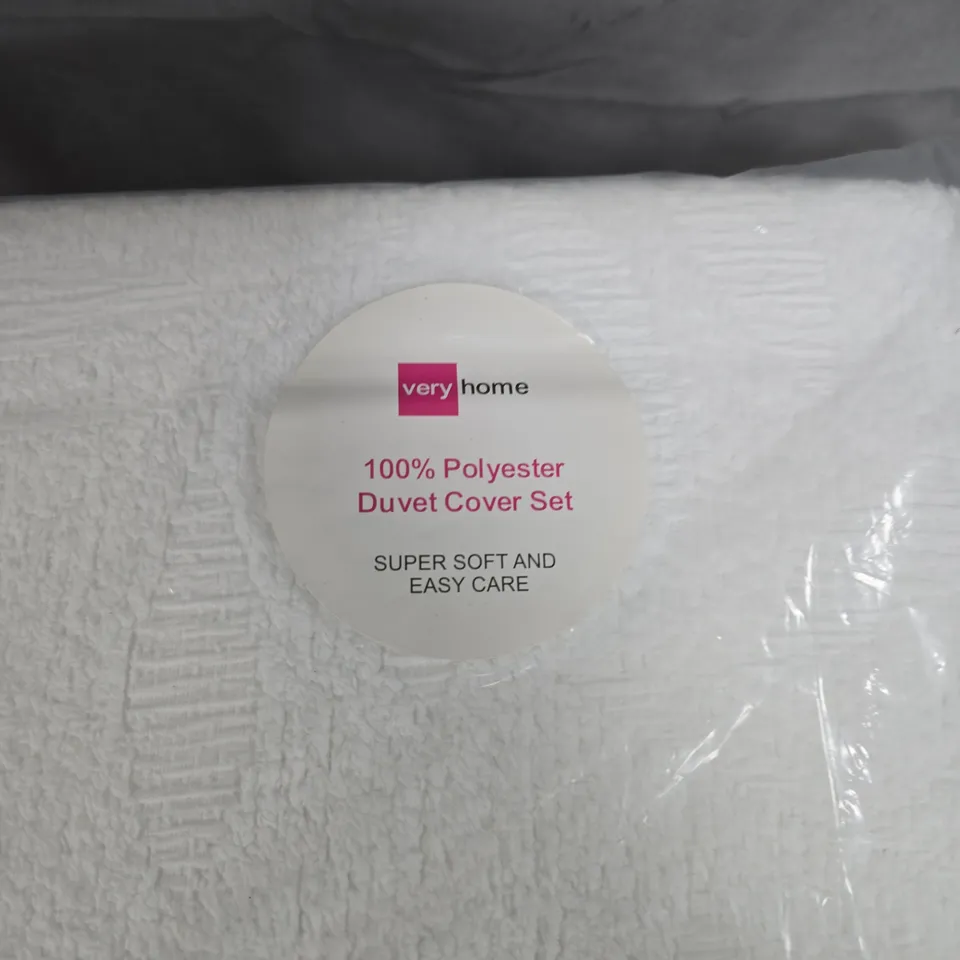 very home
100% Polyester
Duvet Cover Set
SUPER SOFT AND
EASY CARE